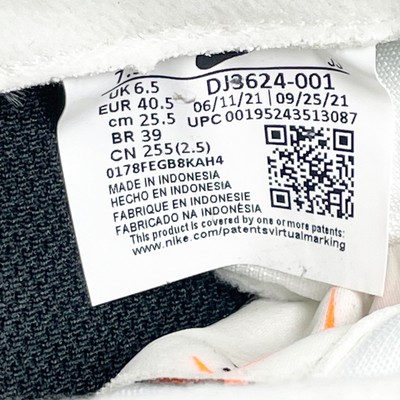 UK 6.5 DJ3624-001
EUR 40.5 06/11/21 | 09/25/21
cm 25.5 UPC 00195243513087
BR 39
CN 255(2.5)
0178FEGB8KAH4
MADE IN INDONESIA
HECHO EN INDONESIA
FABRIQUE EN INDONESIE
FABRICADO NA INDONÉSIA
This product is covered by one or more patents:
www.nike.com/patentsvirtualmarking